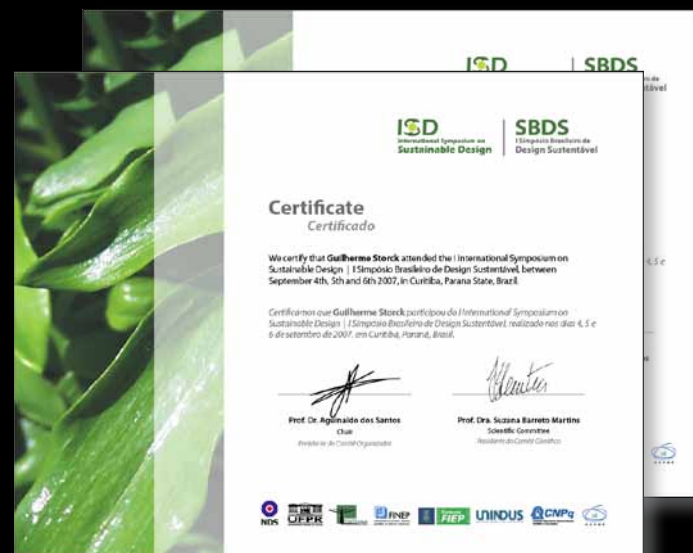 ISD
SBDS
ISD
International Symposium on
Sustainable Design
SBDS
I Simpósio Brasileiro de
Design Sustentável
Certificate
Certificado
We certify that Guilherme Storck attended the I International Symposium on
Sustainable Design | I Simpósio Brasileiro de Design Sustentável, between
September 4th, 5th and 6th 2007, in Curitiba, Parana State, Brazil.
Certificamos que Guilherme Storck participou do I International Symposium on
Sustainable Design | I Simpósio Brasileiro de Design Sustentável, realizado nos dias 4, 5 e
6 de setembro de 2007, em Curitiba, Paraná, Brasil.
4, 5 e
Prof. Dr. Aguinaldo dos Santos
Chair
Presidente do Comitê Organizador
Prof. Dra. Suzana Barreto Martins
Scientific Committee
Presidente do Comitê Científico
NDS
UFPR
FINEP
FIEP
UNINDUS
CNPq